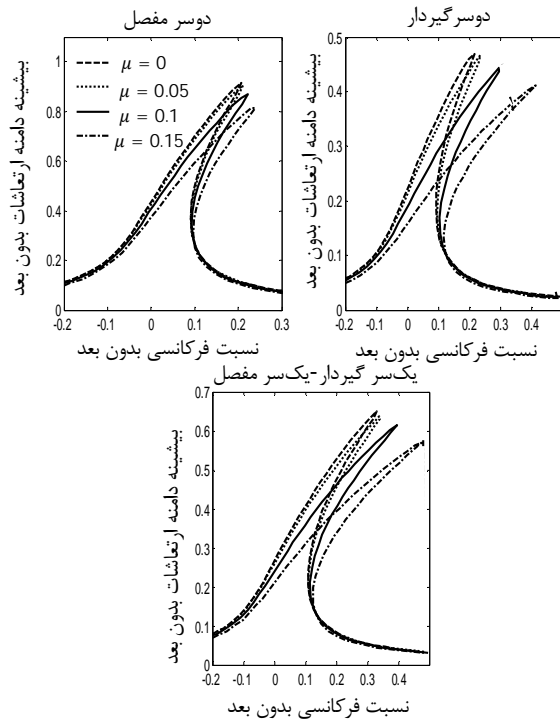 دوسر مفصل
بیشینه دامنه ارتعاشات بدون بعد
1
0.8
0.6
0.4
0.2
0
μ = 0
μ = 0.05
μ = 0.1
μ = 0.15
-0.2 -0.1 0 0.1 0.2 0.3
نسبت فرکانسی بدون بعد
دوسرگیردار
بیشینه دامنه ارتعاشات بدون بعد
0.5
0.4
0.3
0.2
0.1
0
-0.2 -0.1 0 0.1 0.2 0.3 0.4
نسبت فرکانسی بدون بعد
یک‌سر گیردار-یک‌سر مفصل
بیشینه دامنه ارتعاشات بدون بعد
0.7
0.6
0.5
0.4
0.3
0.2
0.1
0
-0.2 -0.1 0 0.1 0.2 0.3 0.4
نسبت فرکانسی بدون بعد